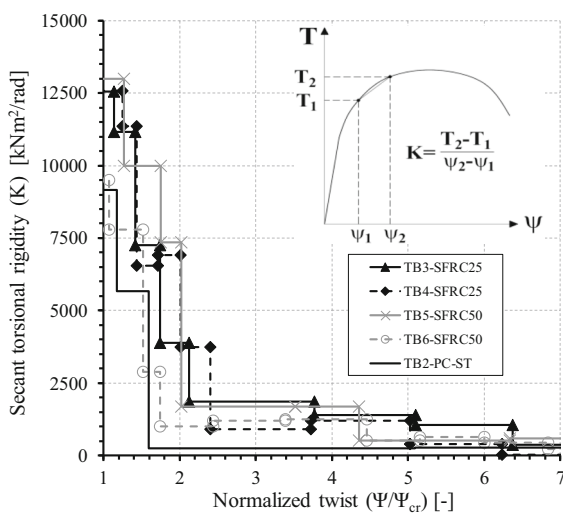 Secant torsional rigidity (K) [kNm²/rad]
15000
12500
10000
7500
5000
2500
0
1 2 3 4 5 6 7
Normalized twist (Ψ/Ψcr) [-]
T
T₂
T₁
K= T₂-T₁ / ψ₂-ψ₁
ψ₁ ψ₂ ψ
TB3-SFRC25
TB4-SFRC25
TB5-SFRC50
TB6-SFRC50
TB2-PC-ST